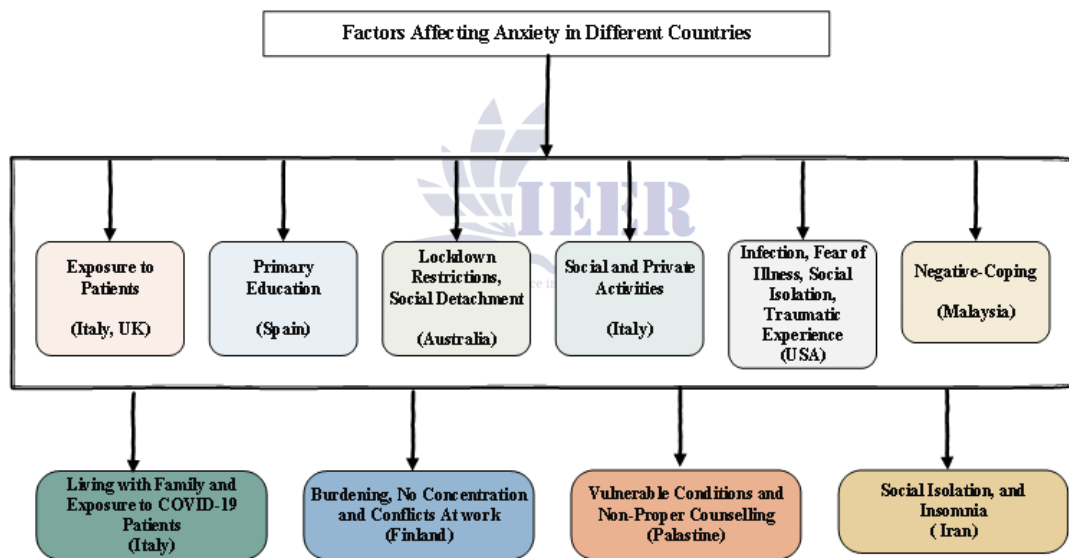 Factors Affecting Anxiety in Different Countries
IEER
Exposure to
Patients
(Italy, UK)
Primary
Education
(Spain)
Lockdown
Restrictions,
Social Detachment
(Australia)
Social and Private
Activities
(Italy)
Infection, Fear of
Illness, Social
Isolation,
Traumatic
Experience
(USA)
Negative-Coping
(Malaysia)
in
Living with Family and
Exposure to COVID-19
Patients
(Italy)
Burdening, No Concentration
and Conflicts At work
(Finland)
Vulnerable Conditions and
Non-Proper Counselling
(Palastine)
Social Isolation, and
Insomnia
( Iran)